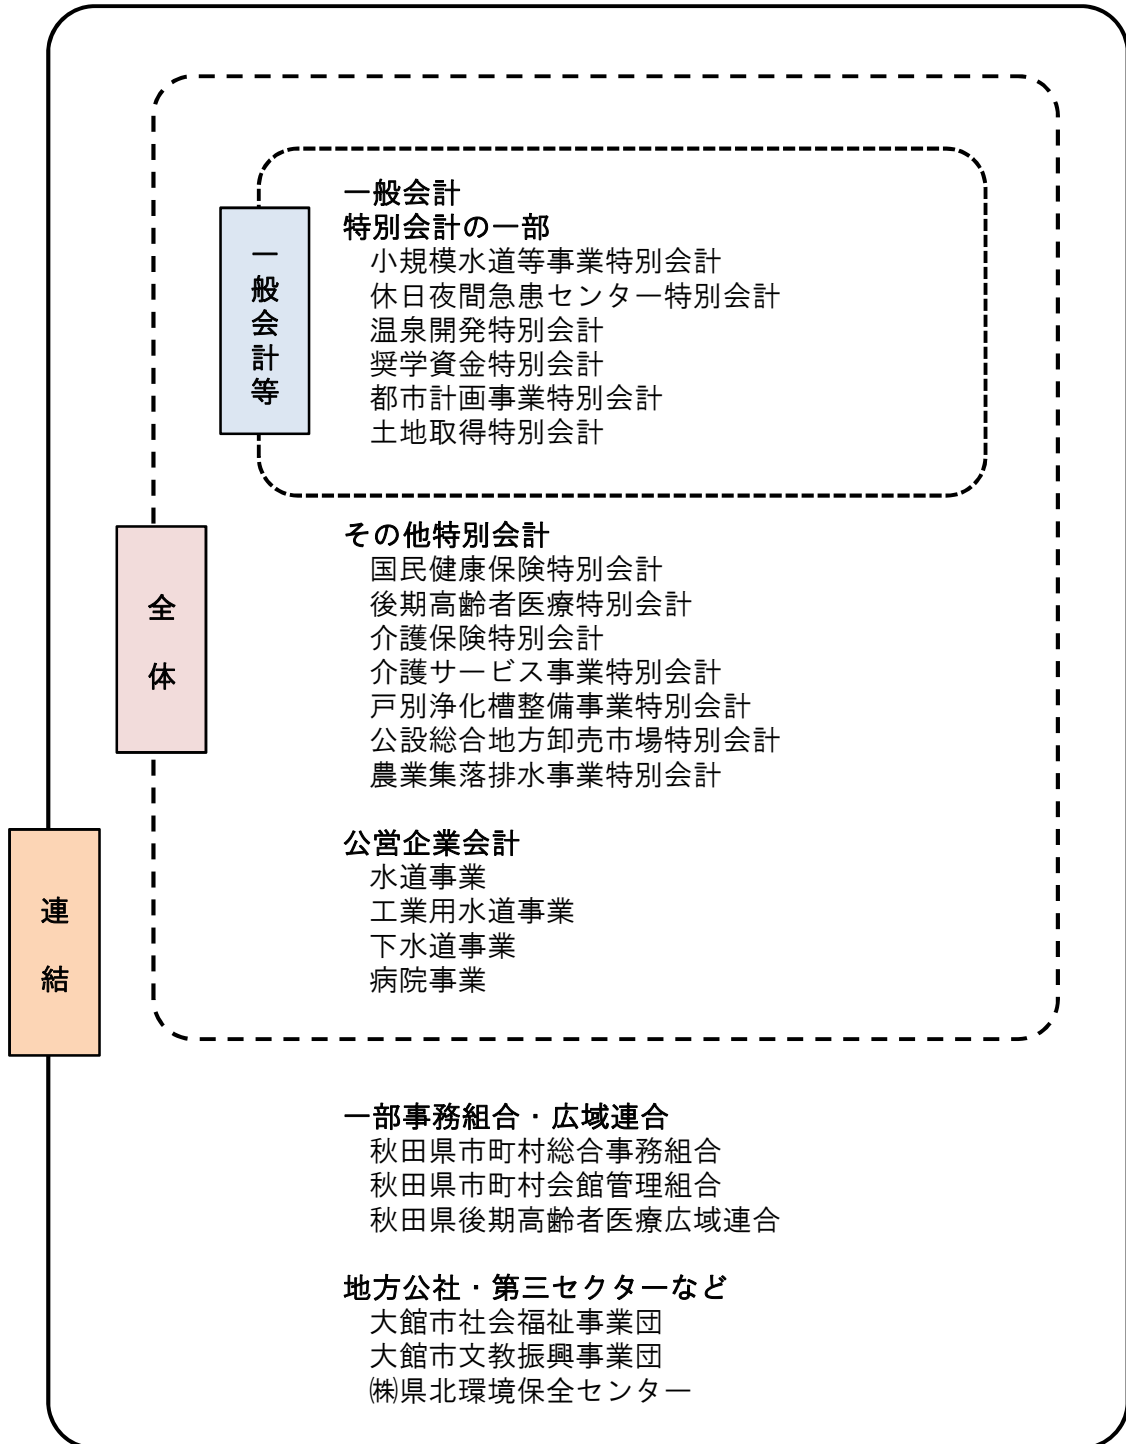 一般会計
特別会計の一部
小規模水道等事業特別会計
休日夜間急患センター特別会計
温泉開発特別会計
奨学資金特別会計
都市計画事業特別会計
土地取得特別会計
一般会計等
その他特別会計
国民健康保険特別会計
後期高齢者医療特別会計
介護保険特別会計
介護サービス事業特別会計
戸別浄化槽整備事業特別会計
公設総合地方卸売市場特別会計
農業集落排水事業特別会計
全体
公営企業会計
水道事業
工業用水道事業
下水道事業
病院事業
連結
一部事務組合・広域連合
秋田県市町村総合事務組合
秋田県市町村会館管理組合
秋田県後期高齢者医療広域連合
地方公社・第三セクターなど
大館市社会福祉事業団
大館市文教振興事業団
㈱県北環境保全センター